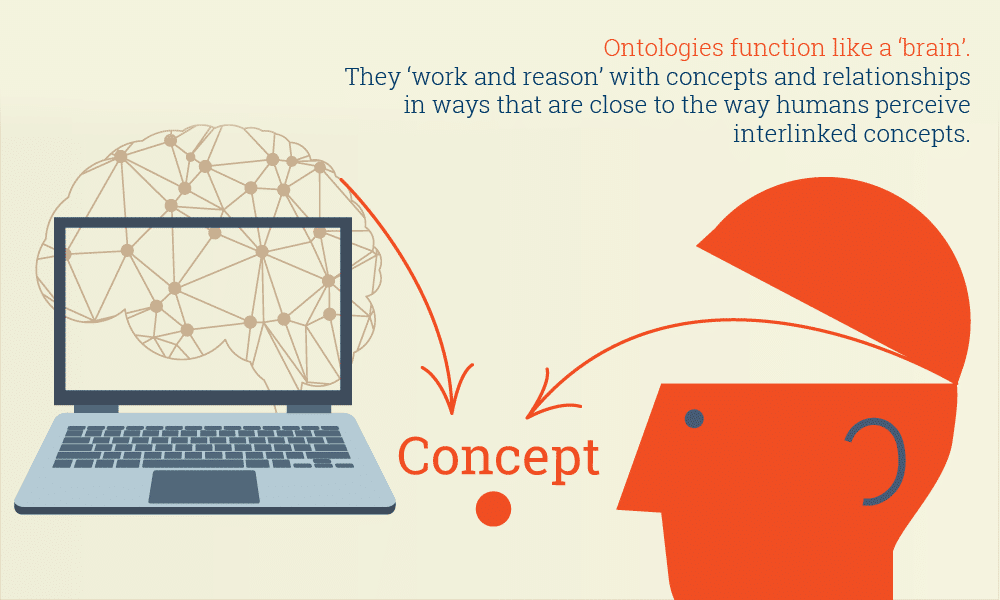 Ontologies function like a ‘brain’.
They ‘work and reason’ with concepts and relationships
in ways that are close to the way humans perceive
interlinked concepts.
Concept